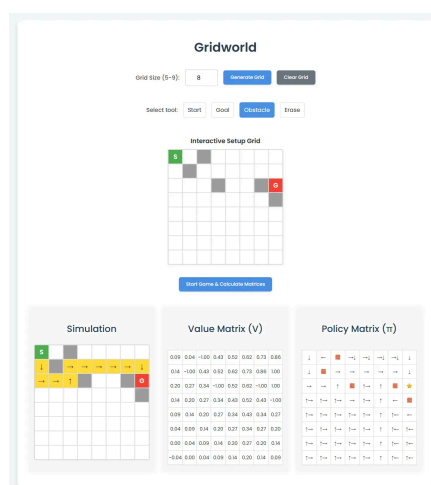 Gridworld
Grid Size (5-9): 8 Generate Grid Clear Grid
Select tool: Start Goal Obstacle Erase
Interactive Setup Grid
S
G
Start Game & Calculate Matrices
Simulation
S
↓ → → → → → ↓
→ → ↑ G
Value Matrix (V)
0.09 0.04 -1.00 0.43 0.52 0.62 0.73 0.86
0.14 -1.00 0.34 0.43 0.52 0.62 0.73 0.86 1.00
0.20 0.27 0.34 -1.00 0.52 0.62 -1.00 1.00
0.14 0.20 0.27 0.34 0.43 0.52 0.43 -1.00
0.09 0.14 0.20 0.27 0.34 0.43 0.34 0.27
0.04 0.09 0.14 0.20 0.27 0.34 0.27 0.20
0.00 0.04 0.09 0.14 0.20 0.27 0.20 0.14
-0.04 0.00 0.04 0.09 0.14 0.20 0.14 0.09
Policy Matrix (π)
↓ ← →↓ →↓ →↓ →↓ ↓
↓ → → → → → ↓
→ → ↑ ↑→ ↑
↑→ ↑→ ↑→ → ↑→ ↑ ←
↑→ ↑→ ↑→ ↑→ ↑→ ↑ ↑← ←
↑→ ↑→ ↑→ ↑→ ↑→ ↑ ↑← ↑←
↑→ ↑→ ↑→ ↑→ ↑→ ↑ ↑← ↑←
↑→ ↑→ ↑→ ↑→ ↑→ ↑ ↑← ↑←